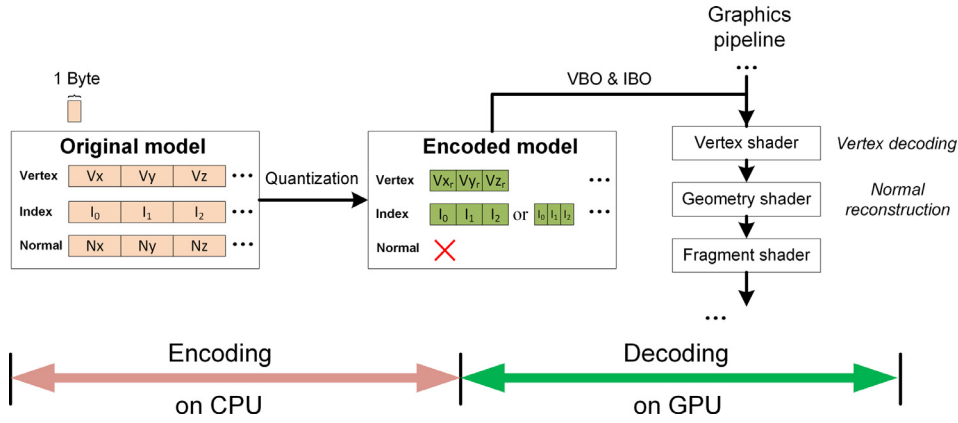 Graphics
pipeline
...
1 Byte
VBO & IBO
Original model
Vertex Vx Vy Vz ...
Index I₀ I₁ I₂ ...
Normal Nx Ny Nz ...
Quantization
Encoded model
Vertex Vxᵣ Vyᵣ Vzᵣ ...
Index I₀ I₁ I₂ or I₀ I₁ I₂ ...
Normal
Vertex shader
Vertex decoding
Geometry shader
Normal
reconstruction
Fragment shader
...
Encoding
on CPU
Decoding
on GPU